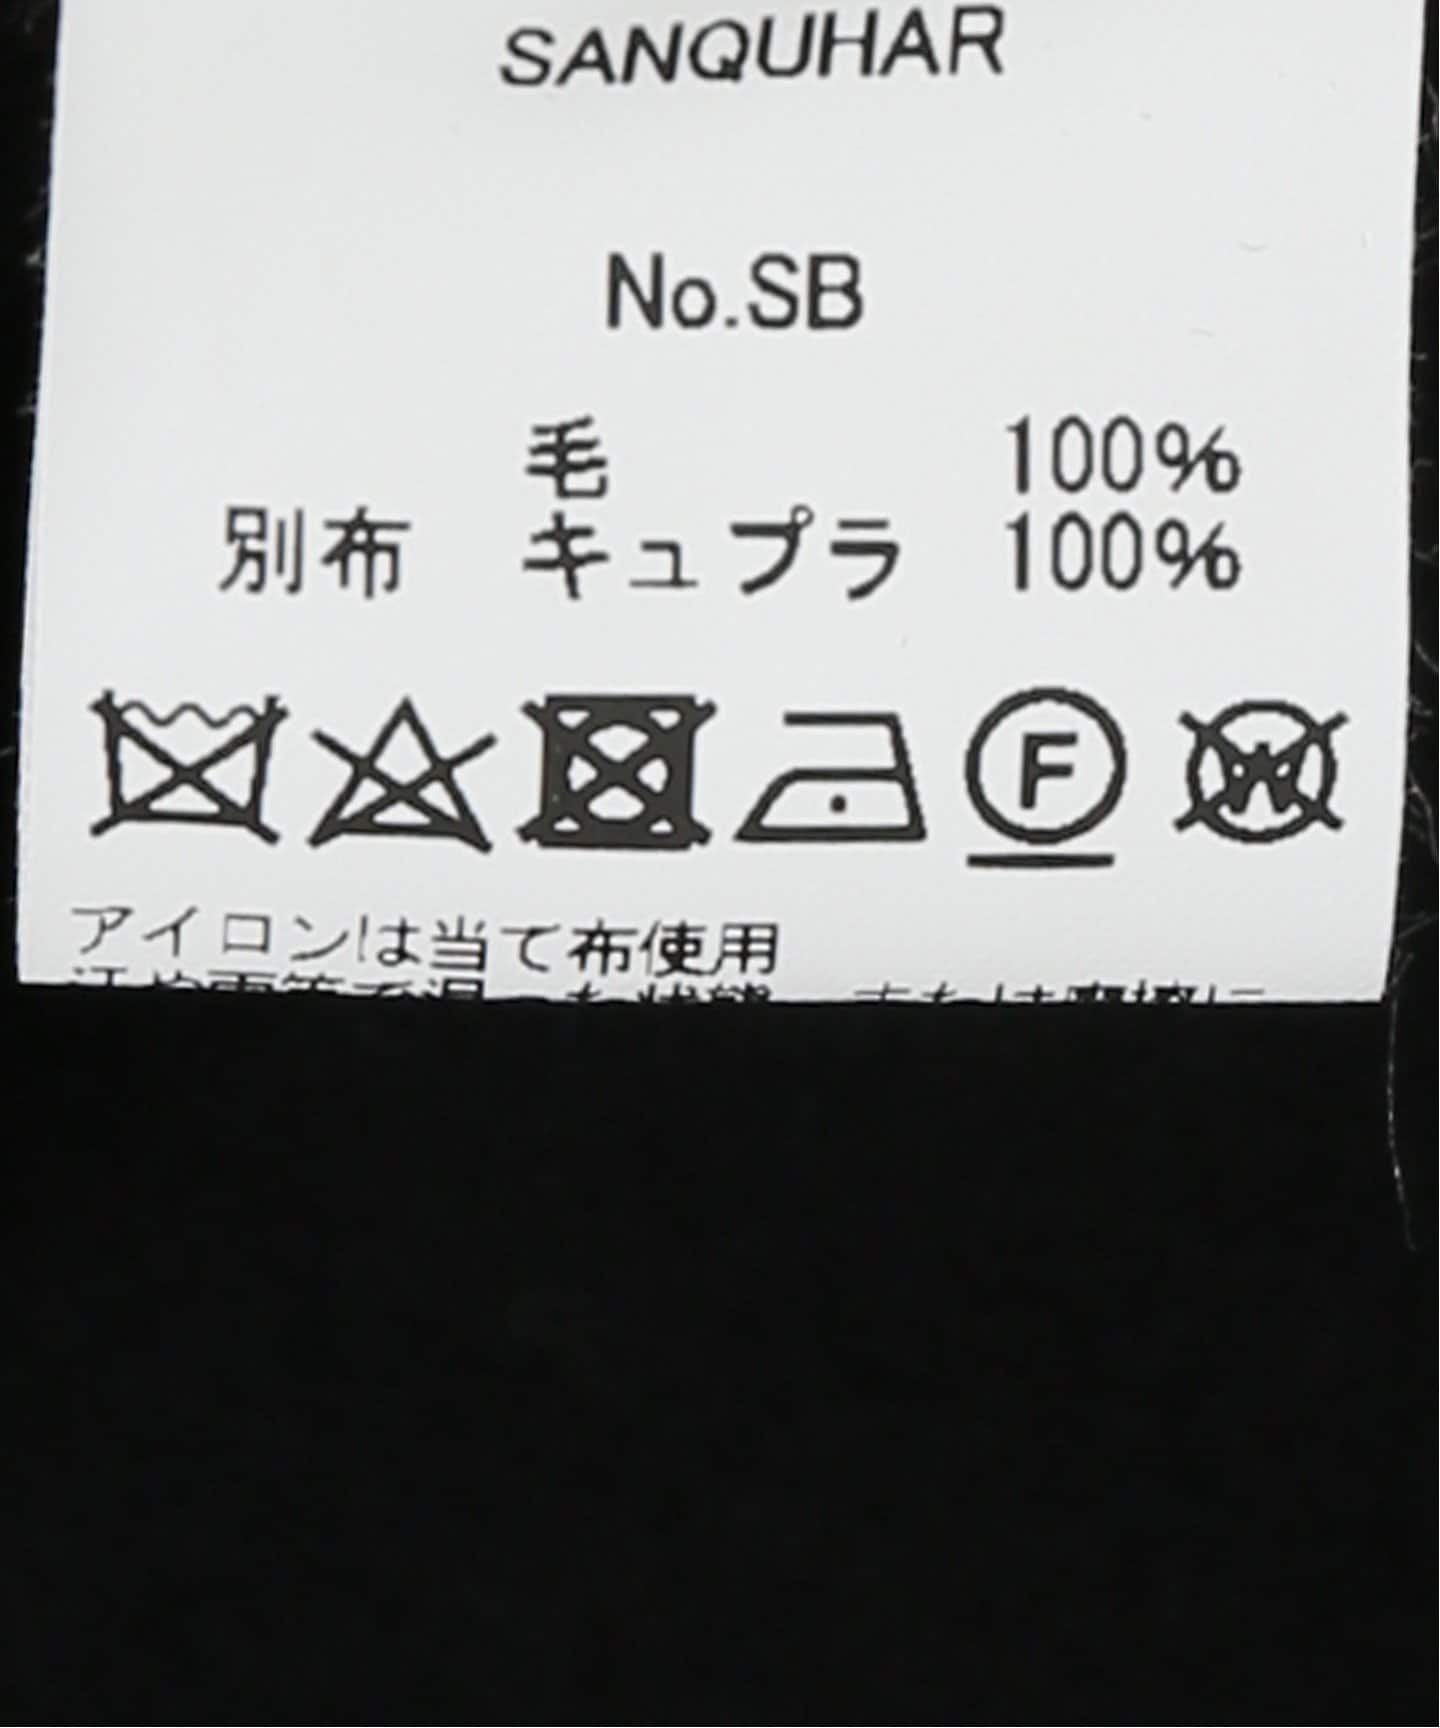 SANQUHAR
No.SB
毛 100%
別布 キュプラ 100%
F W
アイロンは当て布使用